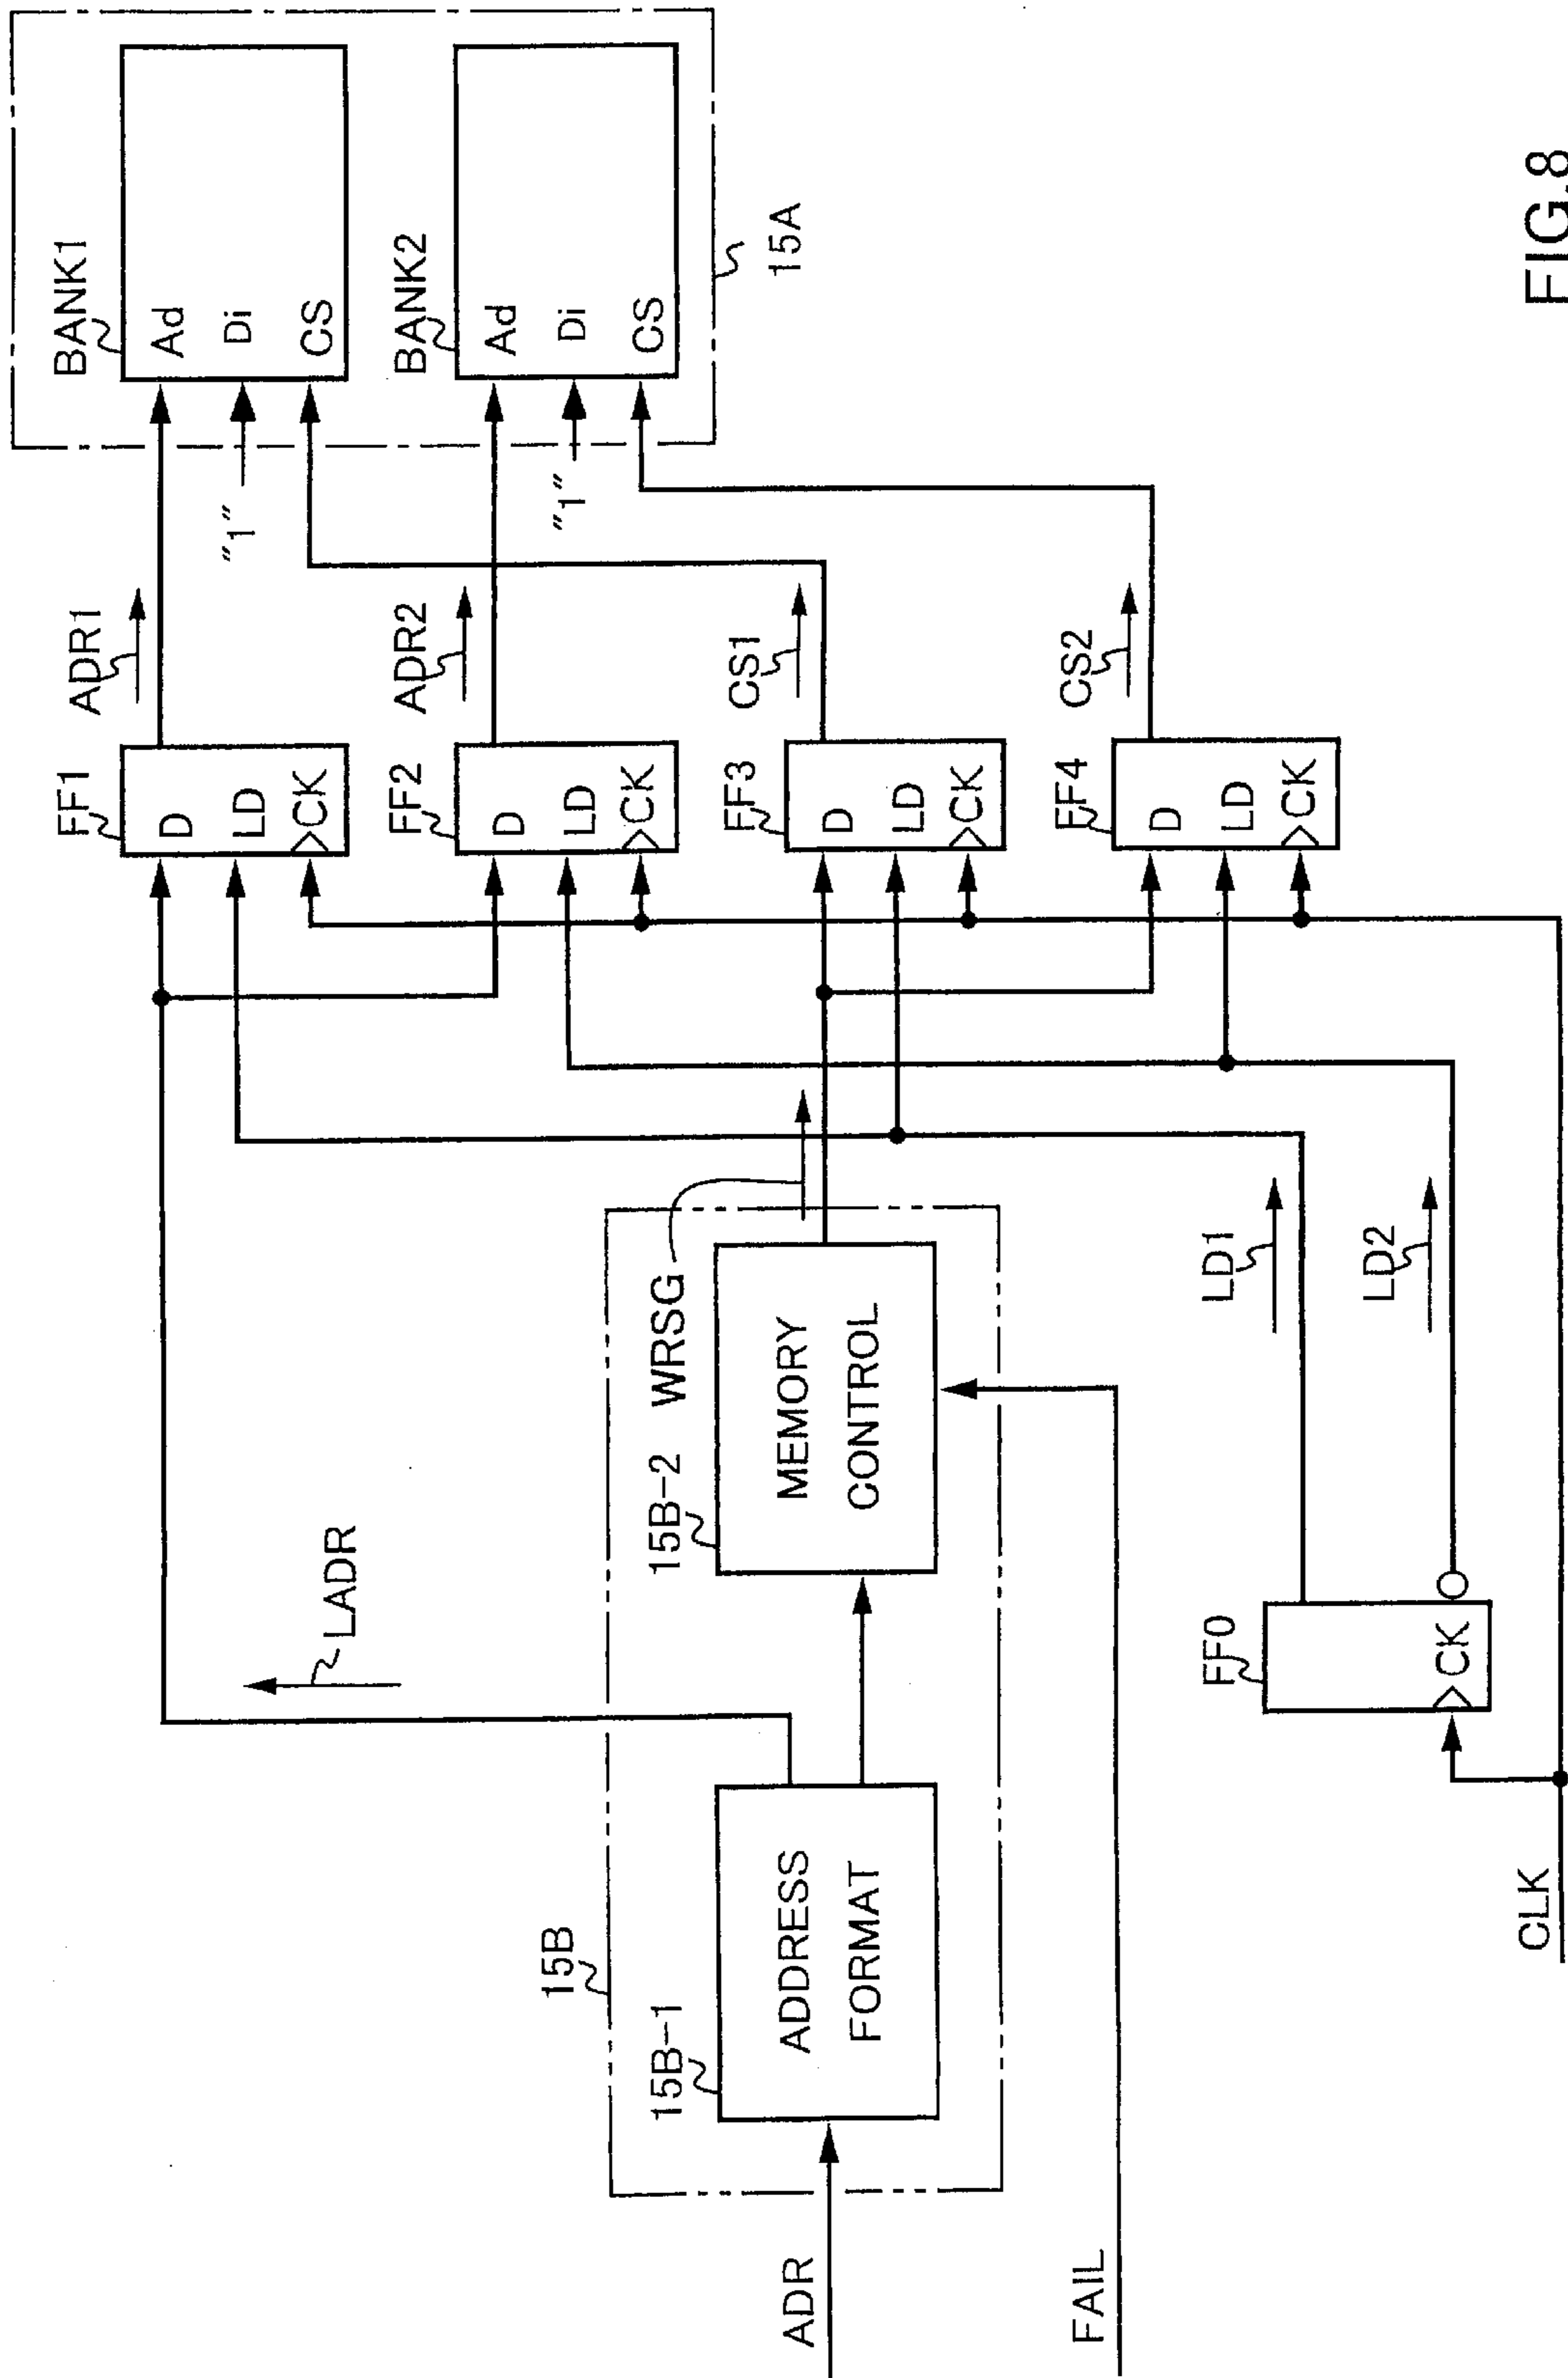 BANK1
Ad
Di
CS
"1"
BANK2
Ad
Di
CS
"1"
15A
ADR1
ADR2
CS1
CS2
FF1
D
LD
CK
FF2
D
LD
CK
FF3
D
LD
CK
FF4
D
LD
CK
LADR
WRSG
15B
15B-1
ADDRESS
FORMAT
15B-2
MEMORY
CONTROL
LD1
LD2
FF0
CK
ADR
FAIL
CLK
FIG.8